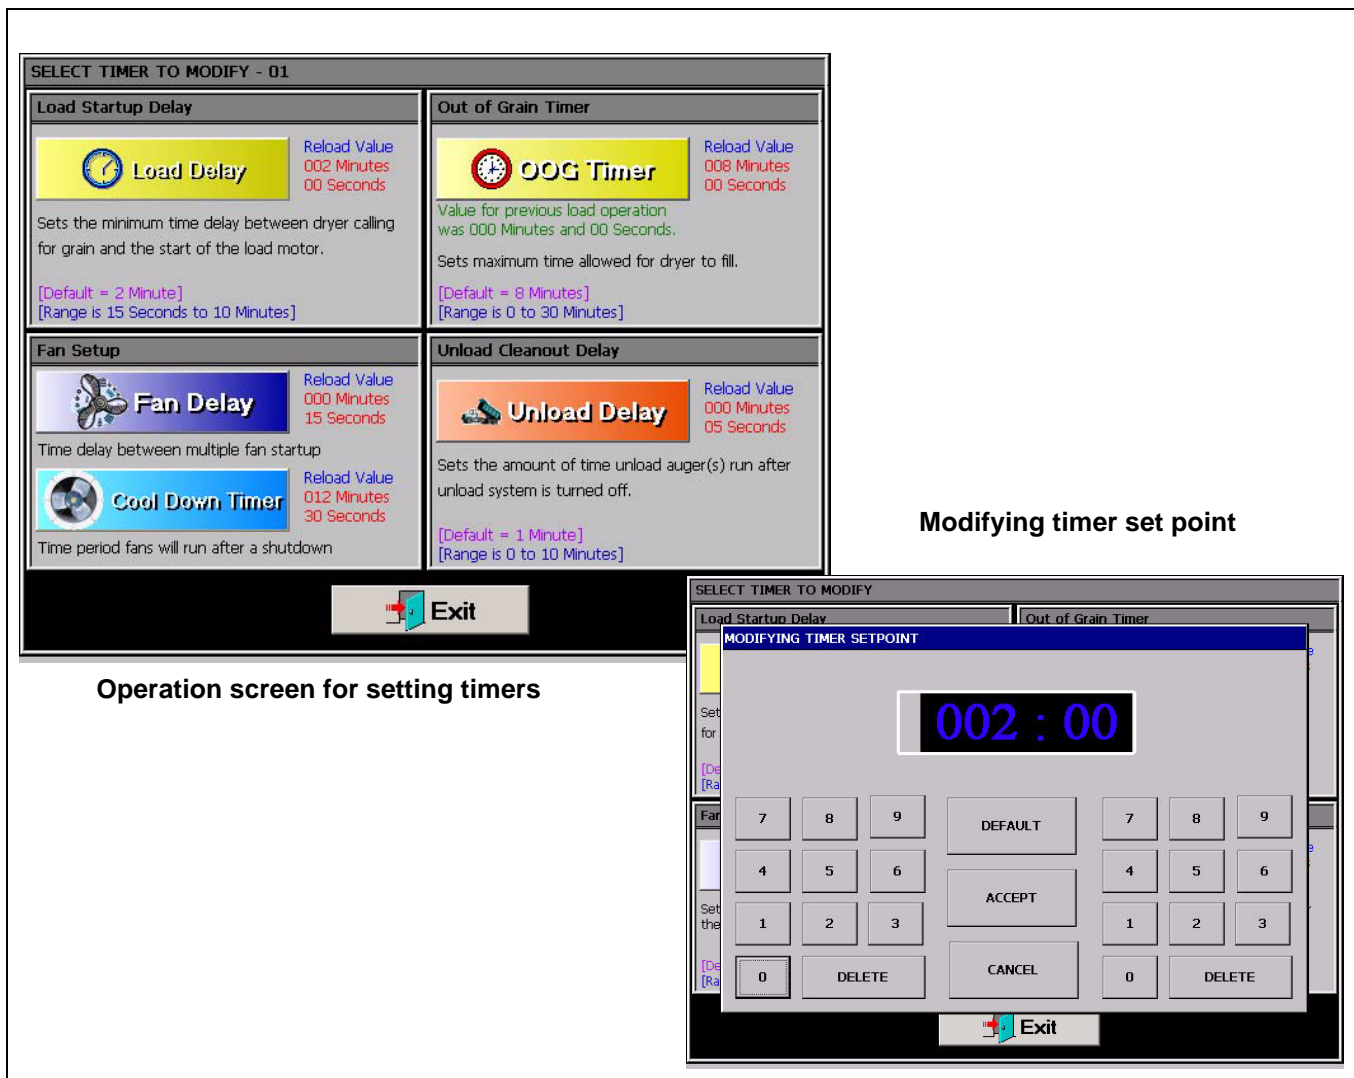 SELECT TIMER TO MODIFY - 01
Load Startup Delay
Load Delay
Reload Value
002 Minutes
00 Seconds
Sets the minimum time delay between dryer calling
for grain and the start of the load motor.
[Default = 2 Minute]
[Range is 15 Seconds to 10 Minutes]
Out of Grain Timer
OOG Timer
Reload Value
008 Minutes
00 Seconds
Value for previous load operation
was 000 Minutes and 00 Seconds.
Sets maximum time allowed for dryer to fill.
[Default = 8 Minutes]
[Range is 0 to 30 Minutes]
Fan Setup
Fan Delay
Reload Value
000 Minutes
15 Seconds
Time delay between multiple fan startup
Cool Down Timer
Reload Value
012 Minutes
30 Seconds
Time period fans will run after a shutdown
Unload Cleanout Delay
Unload Delay
Reload Value
000 Minutes
05 Seconds
Sets the amount of time unload auger(s) run after
unload system is turned off.
[Default = 1 Minute]
[Range is 0 to 10 Minutes]
Exit
Operation screen for setting timers
Modifying timer set point
SELECT TIMER TO MODIFY
Load Startup Delay
Out of Grain Timer
MODIFYING TIMER SETPOINT
002 : 00
Set
for
[De
[Ra
Far
7 8 9 DEFAULT 7 8 9
4 5 6 4 5 6
ACCEPT
Set
the
1 2 3 1 2 3
[De
[Ra
0 DELETE CANCEL 0 DELETE
Exit